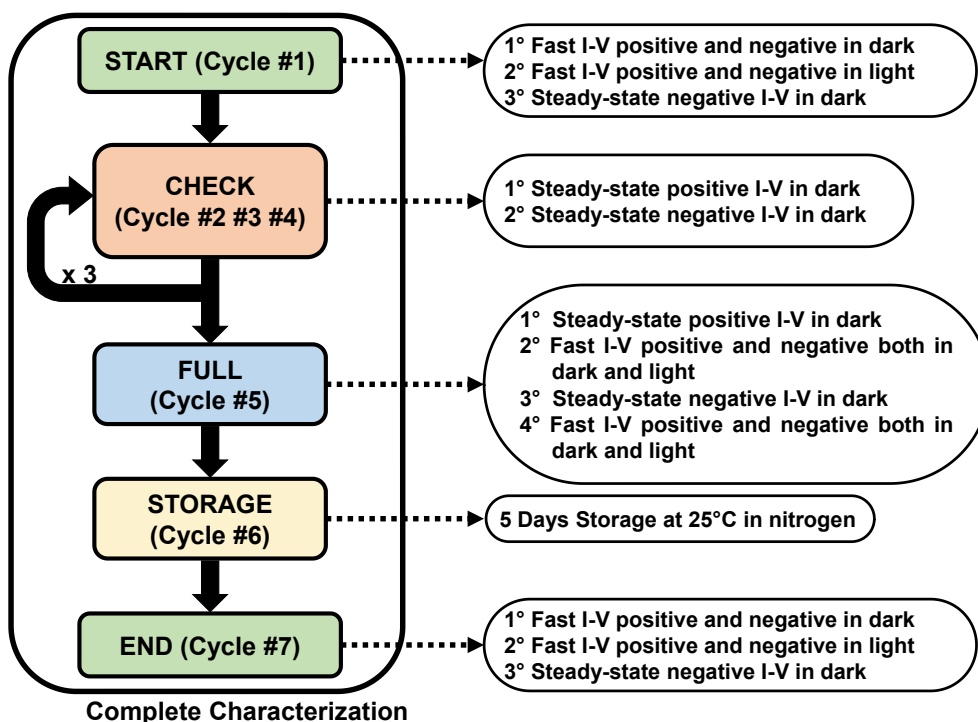 START (Cycle #1)
1° Fast I-V positive and negative in dark
2° Fast I-V positive and negative in light
3° Steady-state negative I-V in dark
CHECK
(Cycle #2 #3 #4)
1° Steady-state positive I-V in dark
2° Steady-state negative I-V in dark
x 3
FULL
(Cycle #5)
1° Steady-state positive I-V in dark
2° Fast I-V positive and negative both in
dark and light
3° Steady-state negative I-V in dark
4° Fast I-V positive and negative both in
dark and light
STORAGE
(Cycle #6)
5 Days Storage at 25°C in nitrogen
END (Cycle #7)
1° Fast I-V positive and negative in dark
2° Fast I-V positive and negative in light
3° Steady-state negative I-V in dark
Complete Characterization